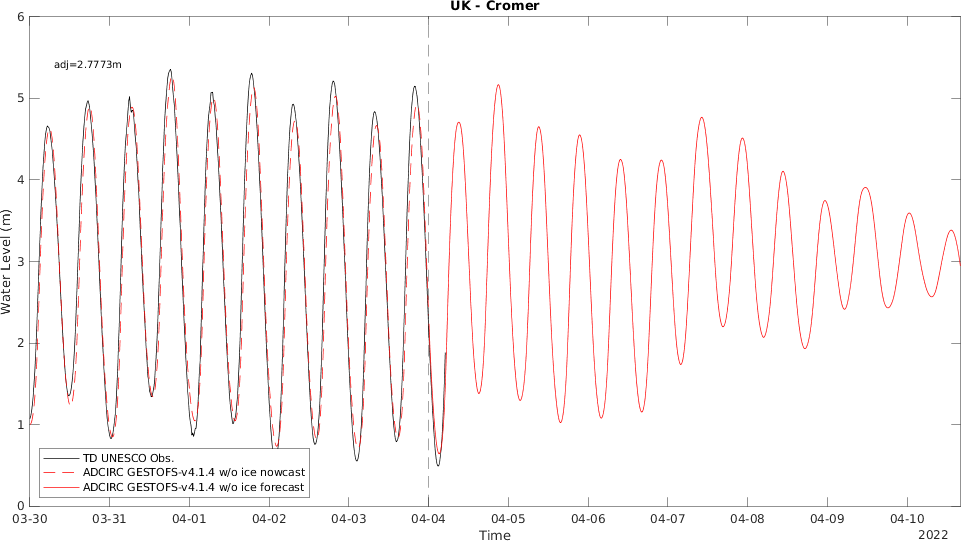 UK - Cromer
adj=2.7773m
6
5
4
3
2
1
0
Water Level (m)
TD UNESCO Obs.
ADCIRC GESTOFS-v4.1.4 w/o ice nowcast
ADCIRC GESTOFS-v4.1.4 w/o ice forecast
03-30 03-31 04-01 04-02 04-03 04-04 04-05 04-06 04-07 04-08 04-09 04-10
Time
2022